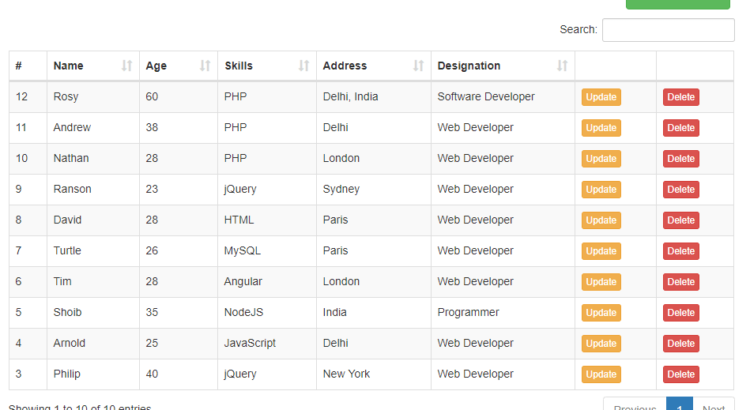 Search:
# Name Age Skills Address Designation
12 Rosy 60 PHP Delhi, India Software Developer Update Delete
11 Andrew 38 PHP Delhi Web Developer Update Delete
10 Nathan 28 PHP London Web Developer Update Delete
9 Ranson 23 jQuery Sydney Web Developer Update Delete
8 David 28 HTML Paris Web Developer Update Delete
7 Turtle 26 MySQL Paris Web Developer Update Delete
6 Tim 28 Angular London Web Developer Update Delete
5 Shoib 35 NodeJS India Programmer Update Delete
4 Arnold 25 JavaScript Delhi Web Developer Update Delete
3 Philip 40 jQuery New York Web Developer Update Delete
Showing 1 to 10 of 10 entries Previous 1 Next